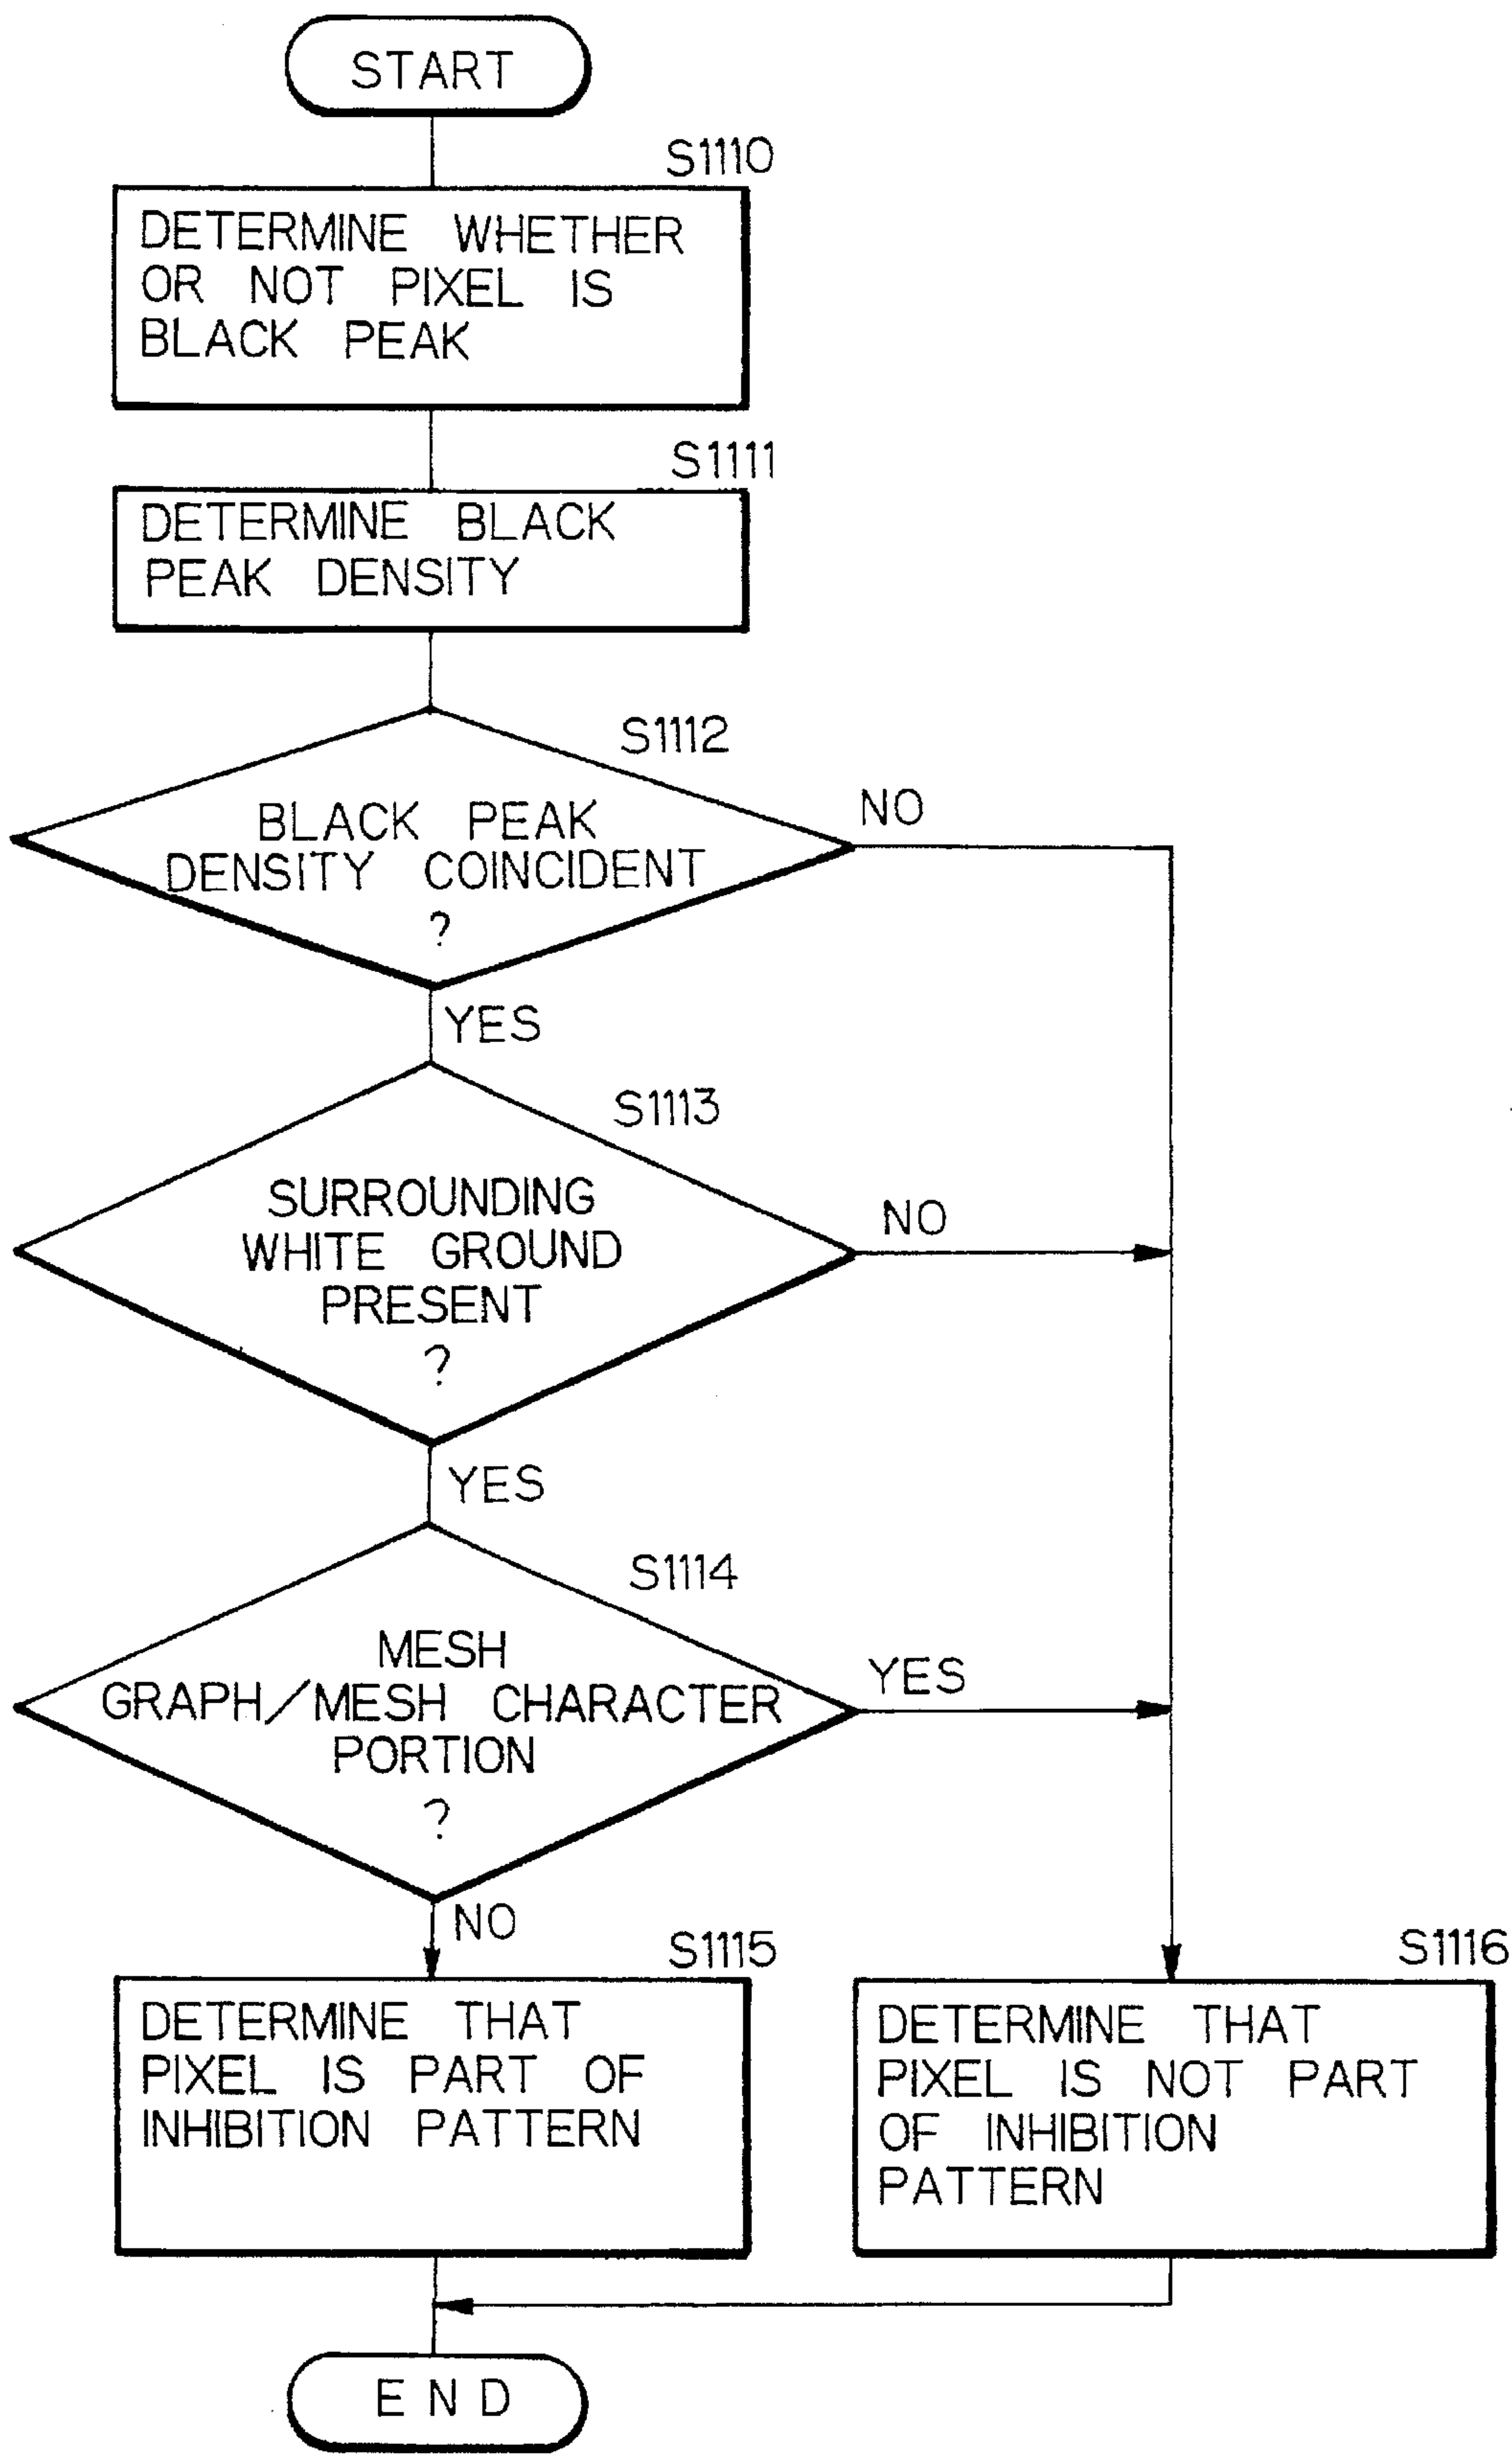 START
S1110
DETERMINE WHETHER
OR NOT PIXEL IS
BLACK PEAK
S1111
DETERMINE BLACK
PEAK DENSITY
S1112
BLACK PEAK
DENSITY COINCIDENT
?
NO
YES
S1113
SURROUNDING
WHITE GROUND
PRESENT
?
NO
YES
S1114
MESH
GRAPH/MESH CHARACTER
PORTION
?
YES
NO
S1115
DETERMINE THAT
PIXEL IS PART OF
INHIBITION PATTERN
S1116
DETERMINE THAT
PIXEL IS NOT PART
OF INHIBITION
PATTERN
END